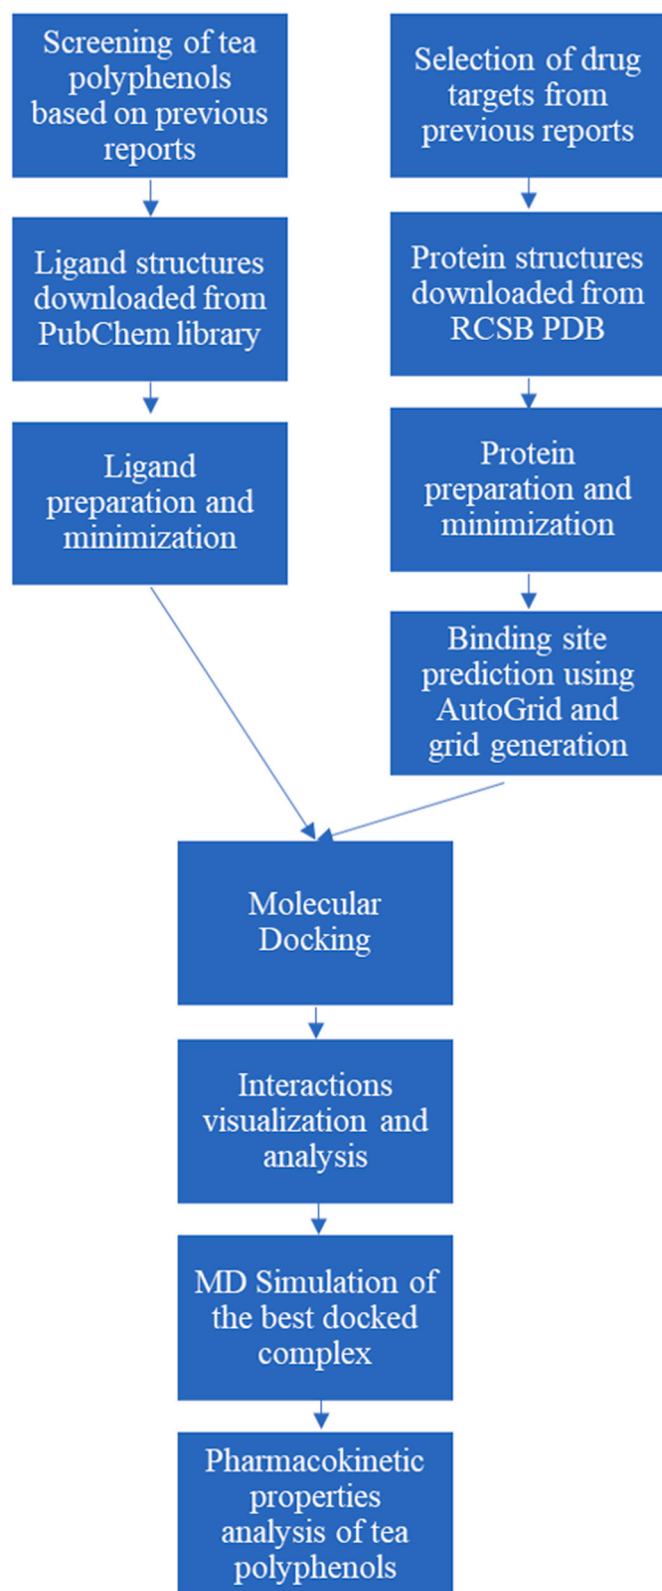 Screening of tea
polyphenols
based on previous
reports
Ligand structures
downloaded from
PubChem library
Ligand
preparation and
minimization
Selection of drug
targets from
previous reports
Protein structures
downloaded from
RCSB PDB
Protein
preparation and
minimization
Binding site
prediction using
AutoGrid and
grid generation
Molecular
Docking
Interactions
visualization and
analysis
MD Simulation of
the best docked
complex
Pharmacokinetic
properties
analysis of tea
polyphenols